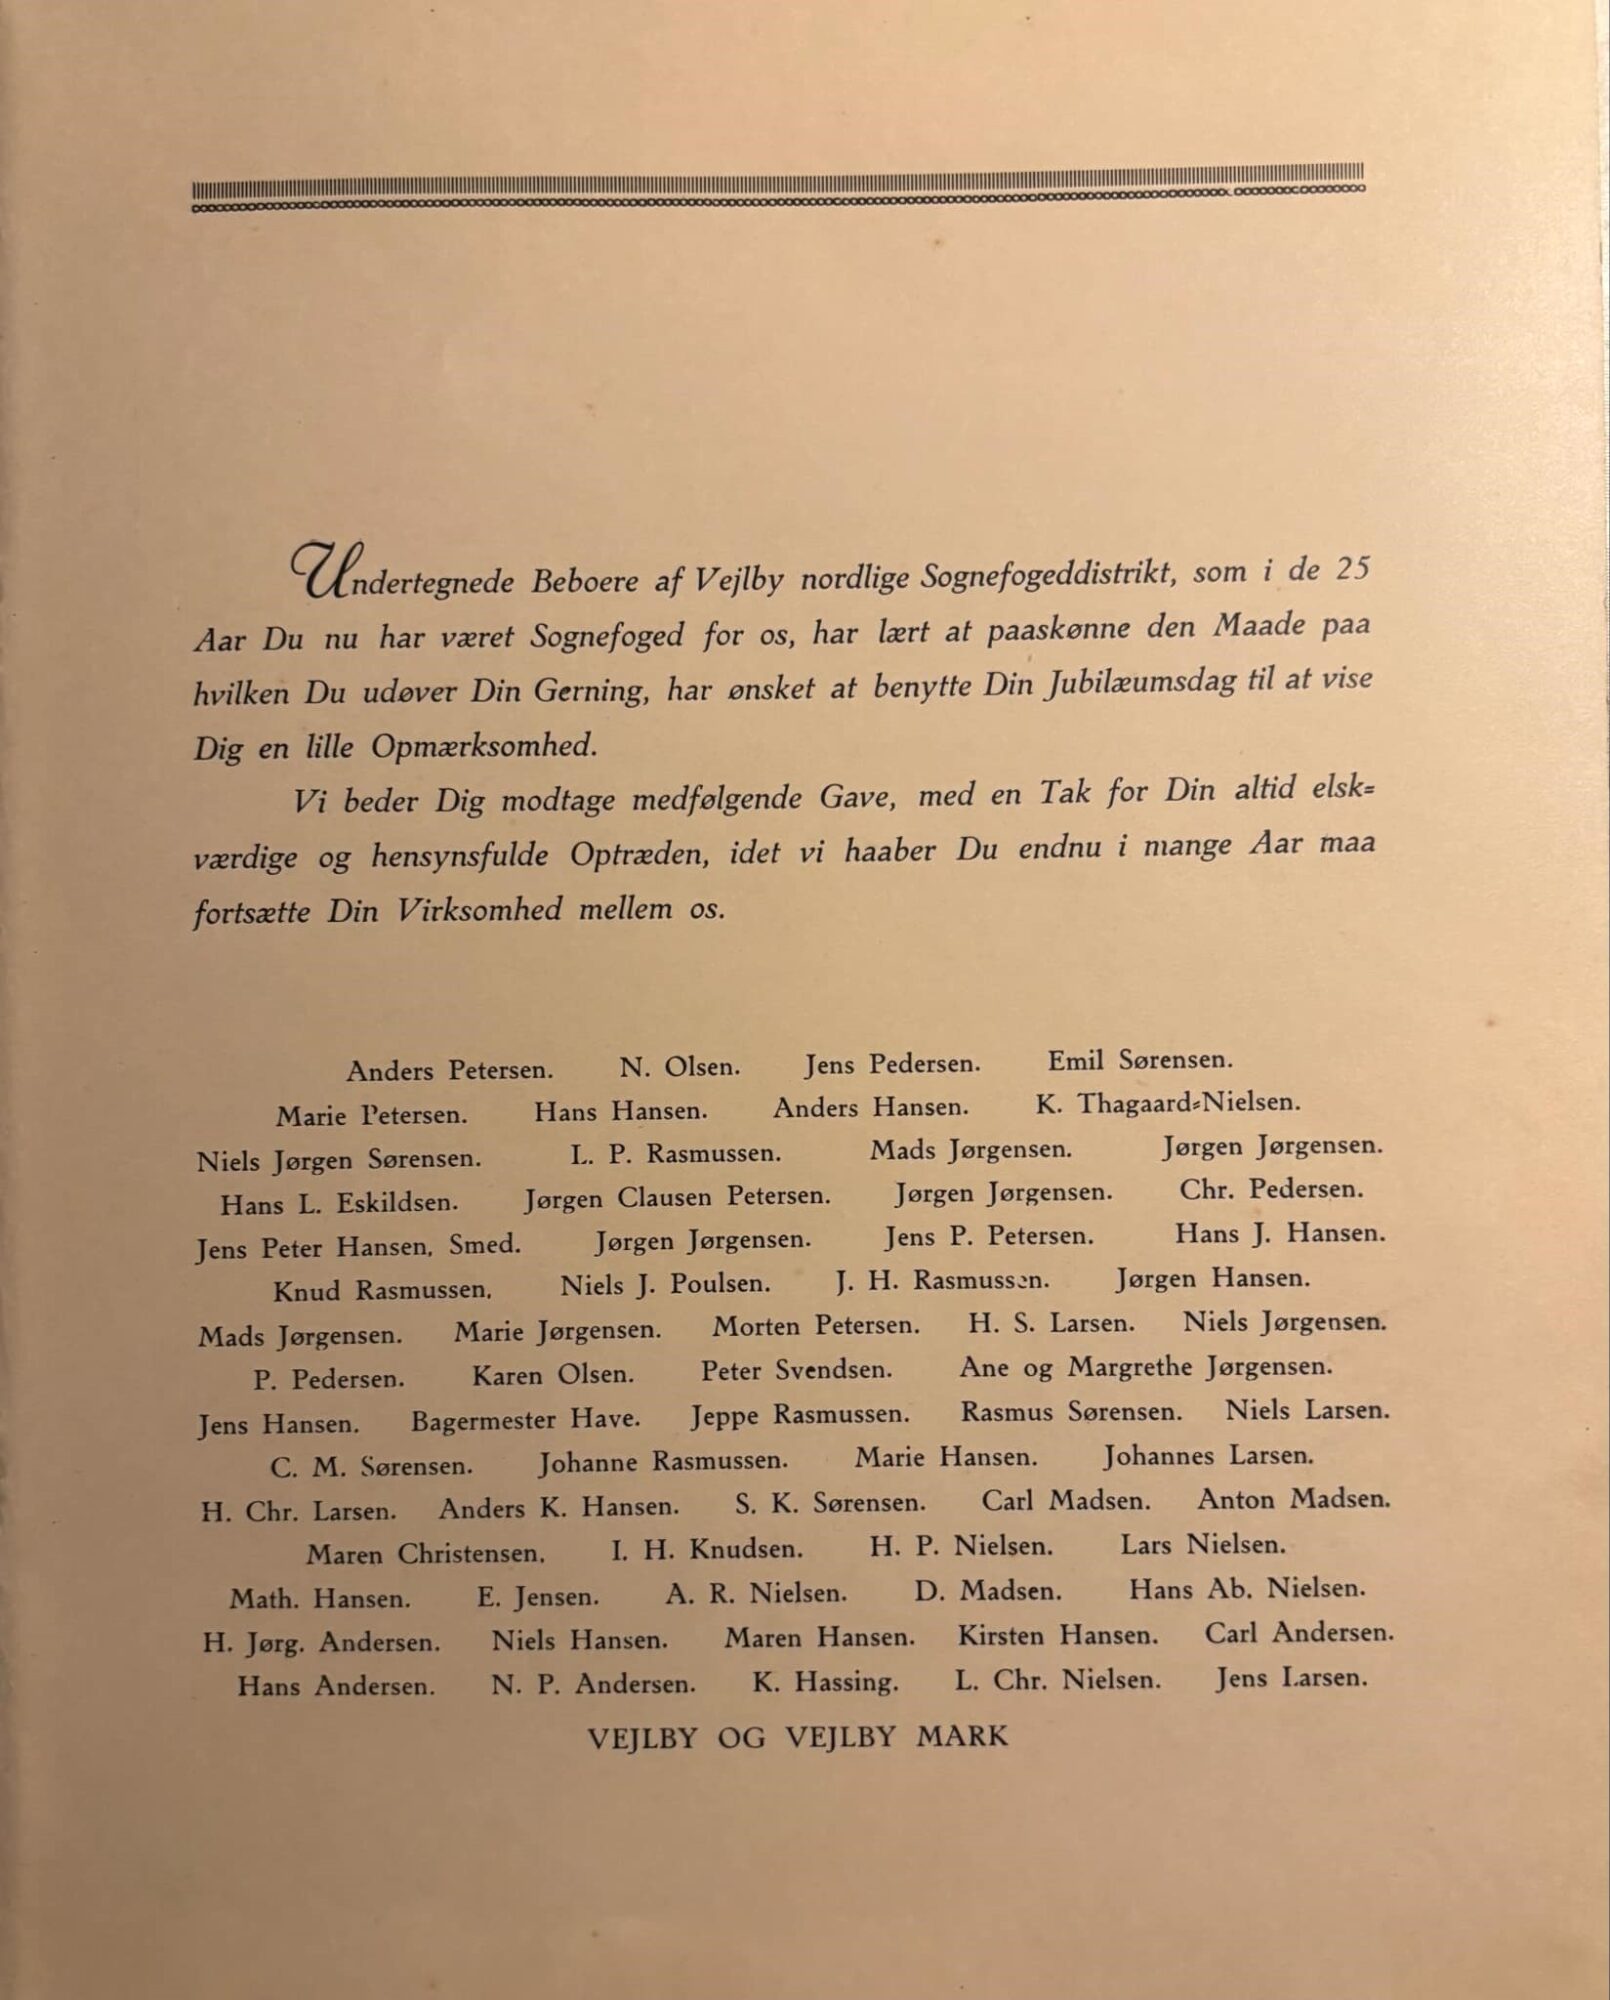 Undertegnede Beboere af Vejlby nordlige Sognefogeddistrikt, som i de 25
Aar Du nu har været Sognefoged for os, har lært at paaskønne den Maade paa
hvilken Du udøver Din Gerning, har ønsket at benytte Din Jubilæumsdag til at vise
Dig en lille Opmærksomhed.
Vi beder Dig modtage medfølgende Gave, med en Tak for Din altid elsk=
værdige og hensynsfulde Optræden, idet vi haaber Du endnu i mange Aar maa
fortsætte Din Virksomhed mellem os.
Anders Petersen. N. Olsen. Jens Pedersen. Emil Sørensen.
Marie Petersen. Hans Hansen. Anders Hansen. K. Thagaard=Nielsen.
Niels Jørgen Sørensen. L. P. Rasmussen. Mads Jørgensen. Jørgen Jørgensen.
Hans L. Eskildsen. Jørgen Clausen Petersen. Jørgen Jørgensen. Chr. Pedersen.
Jens Peter Hansen, Smed. Jørgen Jørgensen. Jens P. Petersen. Hans J. Hansen.
Knud Rasmussen. Niels J. Poulsen. J. H. Rasmussen. Jørgen Hansen.
Mads Jørgensen. Marie Jørgensen. Morten Petersen. H. S. Larsen. Niels Jørgensen.
P. Pedersen. Karen Olsen. Peter Svendsen. Ane og Margrethe Jørgensen.
Jens Hansen. Bagermester Have. Jeppe Rasmussen. Rasmus Sørensen. Niels Larsen.
C. M. Sørensen. Johanne Rasmussen. Marie Hansen. Johannes Larsen.
H. Chr. Larsen. Anders K. Hansen. S. K. Sørensen. Carl Madsen. Anton Madsen.
Maren Christensen. I. H. Knudsen. H. P. Nielsen. Lars Nielsen.
Math. Hansen. E. Jensen. A. R. Nielsen. D. Madsen. Hans Ab. Nielsen.
H. Jørg. Andersen. Niels Hansen. Maren Hansen. Kirsten Hansen. Carl Andersen.
Hans Andersen. N. P. Andersen. K. Hassing. L. Chr. Nielsen. Jens Larsen.
VEJLBY OG VEJLBY MARK